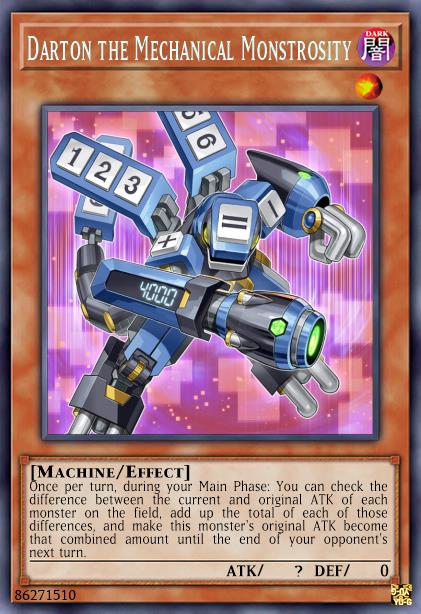 Darton the Mechanical Monstrosity
DARK
闇
6
1 2 3
+
=
4000
[Machine/Effect]
Once per turn, during your Main Phase: You can check the
difference between the current and original ATK of each
monster on the field, add up the total of each of those
differences, and make this monster's original ATK become
that combined amount until the end of your opponent's
next turn.
ATK/ ? DEF/ 0
86271510